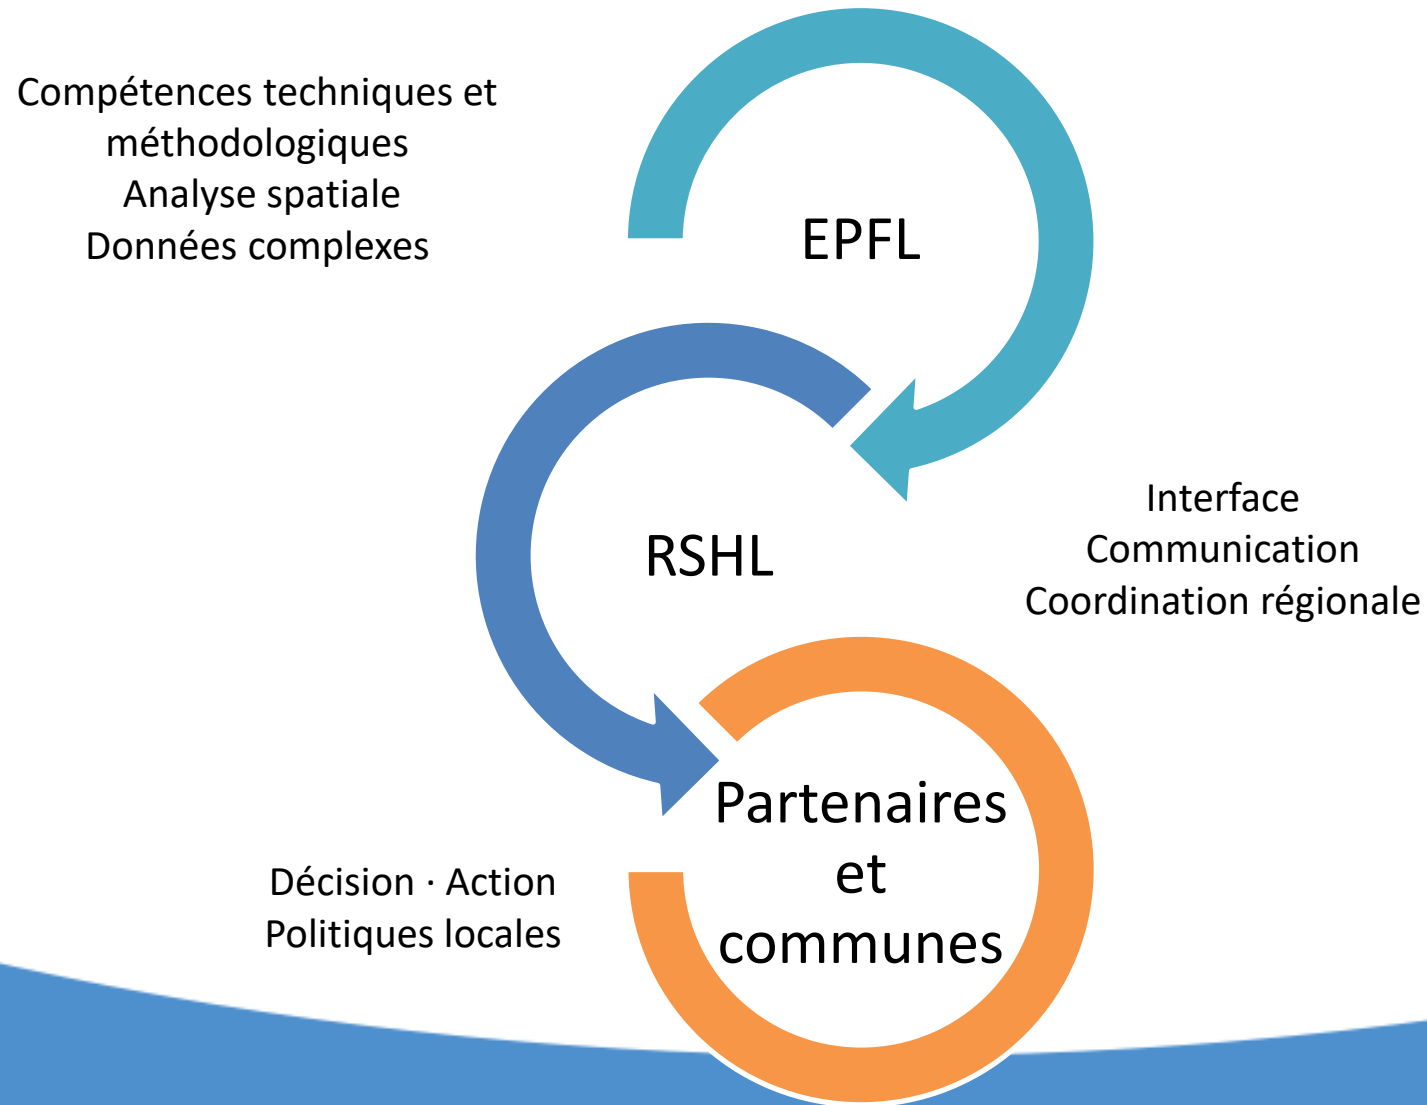 Compétences techniques et
méthodologiques
Analyse spatiale
Données complexes
EPFL
RSHL
Interface
Communication
Coordination régionale
Partenaires
et
communes
Décision · Action
Politiques locales